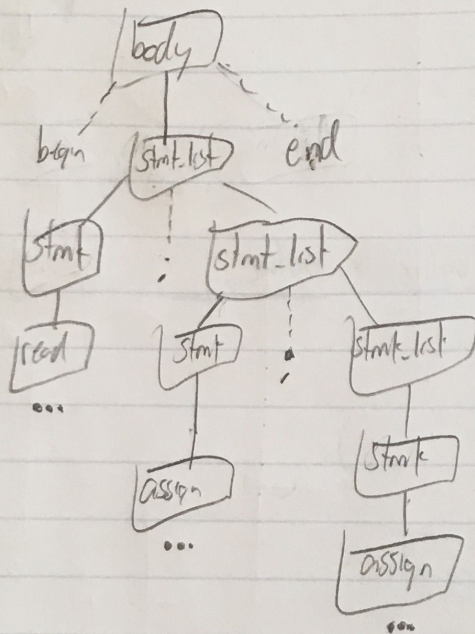 body
begin stmt_list end
stmt ; stmt_list
read stmt ; stmt_list
... assign stmt
... assign
...